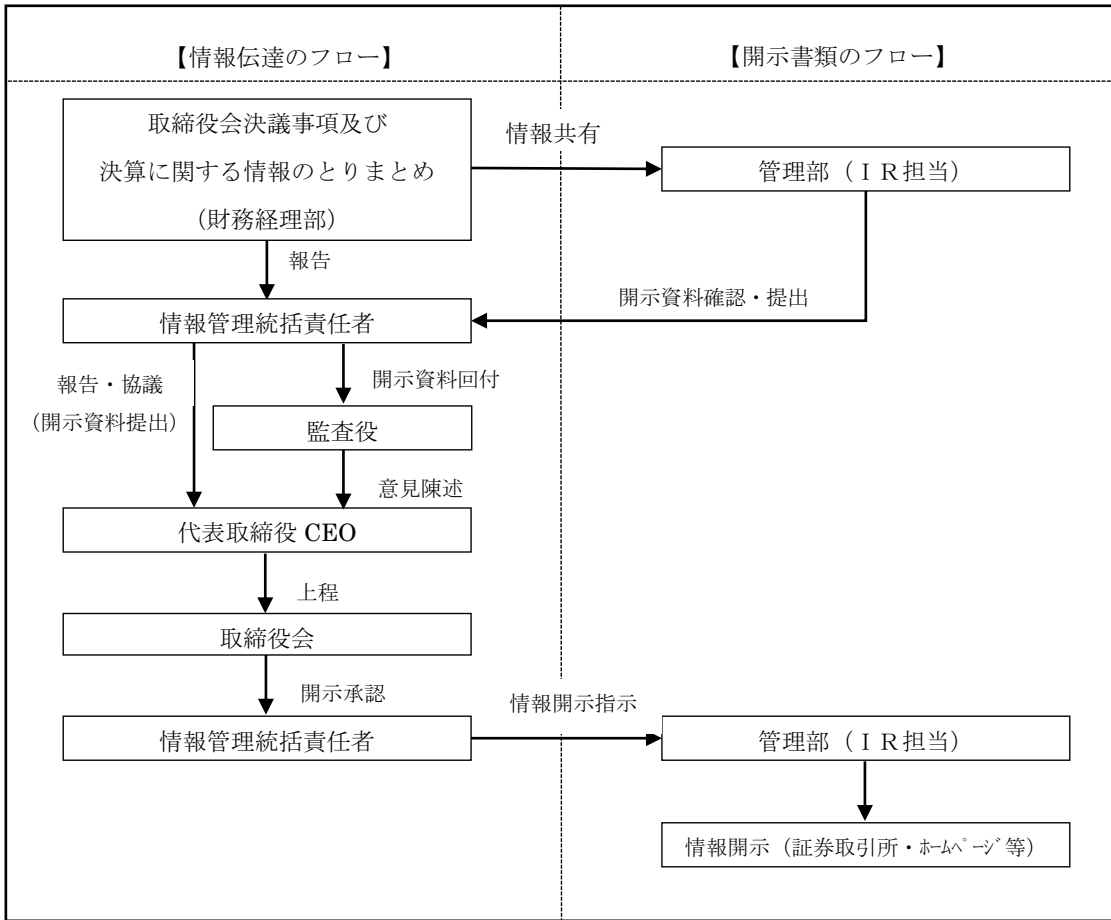 【情報伝達のフロー】
【開示書類のフロー】
取締役会決議事項及び
決算に関する情報のとりまとめ
（財務経理部）
情報共有
管理部（ＩＲ担当）
報告
開示資料確認・提出
情報管理統括責任者
報告・協議
（開示資料提出）
開示資料回付
監査役
意見陳述
代表取締役 CEO
上程
取締役会
開示承認
情報開示指示
情報管理統括責任者
管理部（ＩＲ担当）
情報開示（証券取引所・ﾎｰﾑﾍﾟｰｼﾞ等）